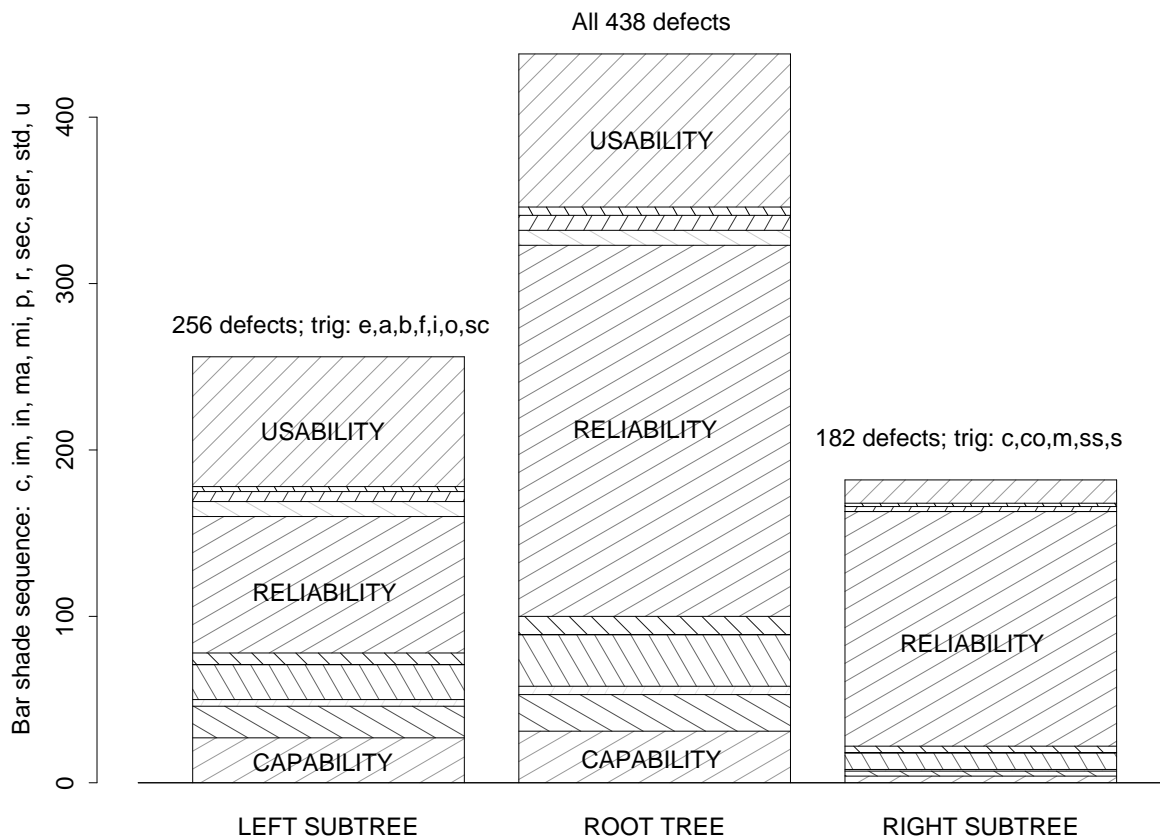 All 438 defects
Bar shade sequence:  c, im, in, ma, mi, p, r, sec, ser, std, u
400
300
200
100
0
256 defects; trig: e,a,b,f,i,o,sc
182 defects; trig: c,co,m,ss,s
USABILITY
RELIABILITY
CAPABILITY
USABILITY
RELIABILITY
CAPABILITY
RELIABILITY
LEFT SUBTREE
ROOT TREE
RIGHT SUBTREE